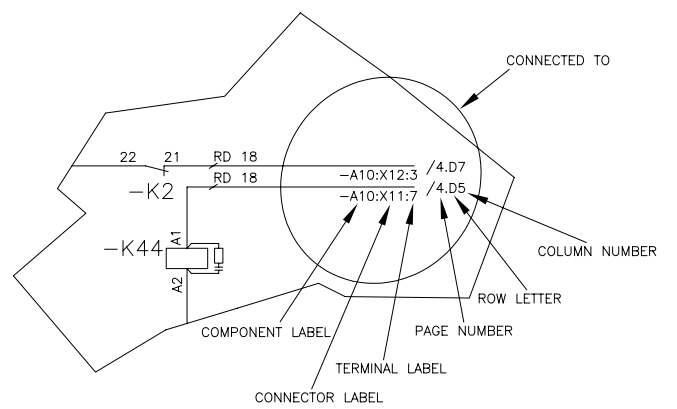 CONNECTED TO
22 21 RD 18
-A10:X12:3 /4.D7
-K2 RD 18
-A10:X11:7 /4.D5
A1
-K44
A2
COLUMN NUMBER
ROW LETTER
COMPONENT LABEL
PAGE NUMBER
TERMINAL LABEL
CONNECTOR LABEL